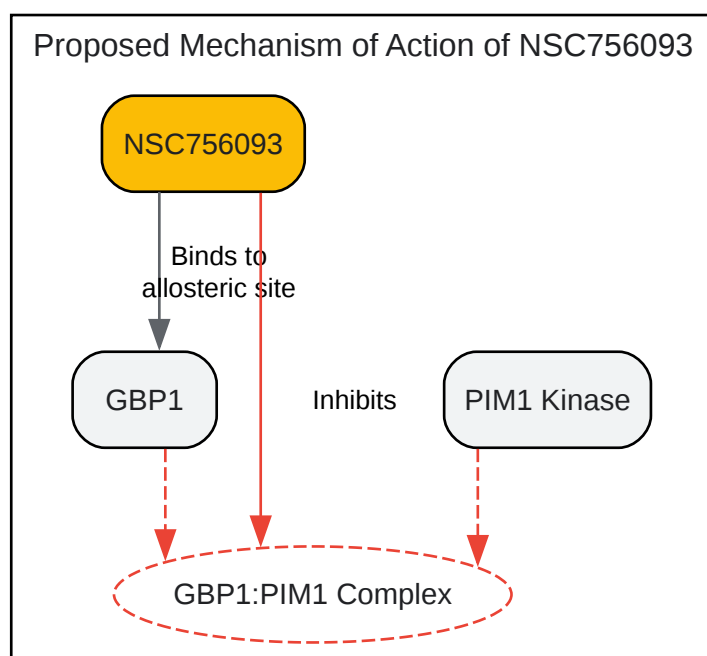 Proposed Mechanism of Action of NSC756093
NSC756093
Binds to
allosteric site
GBP1
Inhibits
PIM1 Kinase
GBP1:PIM1 Complex